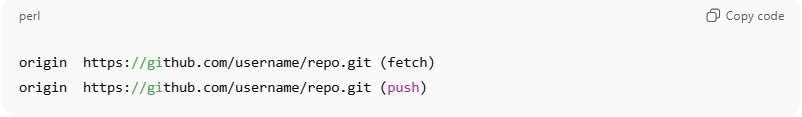 perl
Copy code
origin  https://github.com/username/repo.git (fetch)
origin  https://github.com/username/repo.git (push)